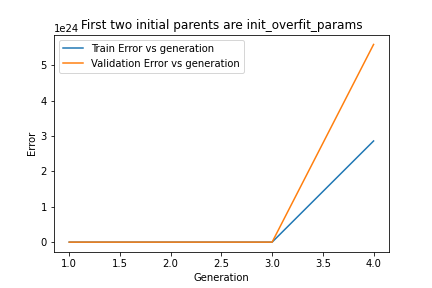 First two initial parents are init_overfit_params
1e24
Train Error vs generation
Validation Error vs generation
5
4
3
2
1
0
Error
1.0 1.5 2.0 2.5 3.0 3.5 4.0
Generation